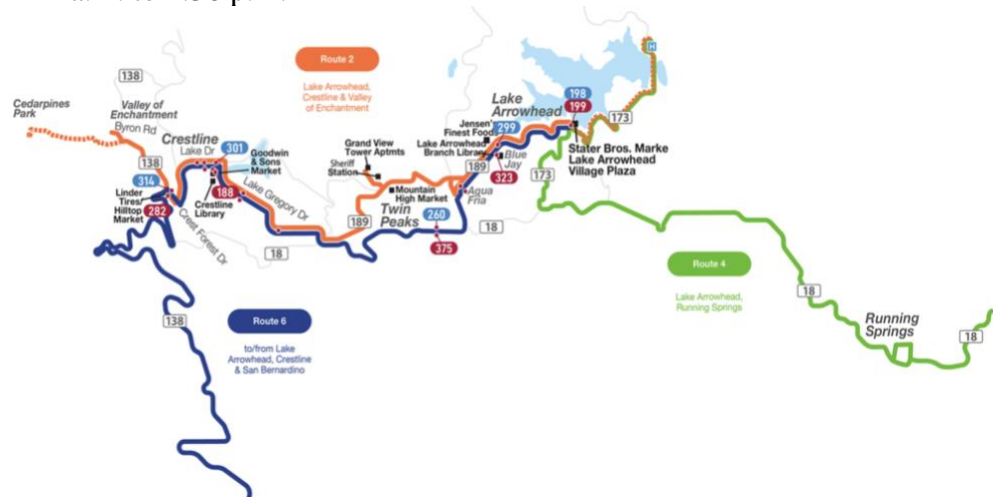 138
Route 2
Lake Arrowhead,
Crestline & Valley
of Enchantment
Cedarpines
Park
Valley of
Enchantment
Byron Rd
138
Crestline
Lake Dr
301
Goodwin
& Sons
Market
314
Linder
Tires/
Hilltop
Market
282
188
Crestline
Library
Crest Forest Dr
Lake Gregory Dr
18
Grand View
Tower Aptmts
Sheriff
Station
Mountain
High Market
189
Twin
Peaks
260
375
18
Agua
Fria
189
Lake
Arrowhead
Jensen'
Finest Food
299
Lake Arrowhead
Branch Library
Blue
Jay
323
198
199
H
173
Stater Bros. Marke
Lake Arrowhead
Village Plaza
173
Route 4
Lake Arrowhead,
Running Springs
18
Running
Springs
18
138
Route 6
to/from Lake
Arrowhead, Crestline
& San Bernardino